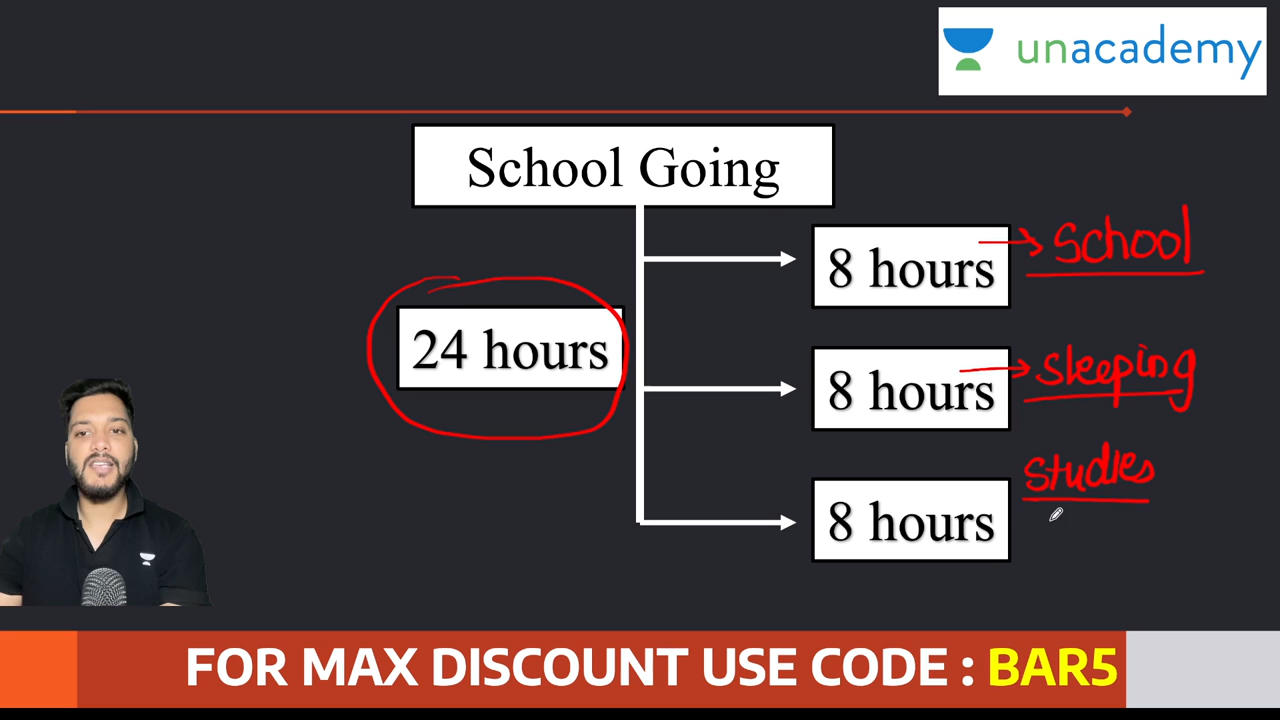 unacademy
School Going
8 hours
School
24 hours
8 hours
Sleeping
Studies
8 hours
FOR MAX DISCOUNT USE CODE : BAR5